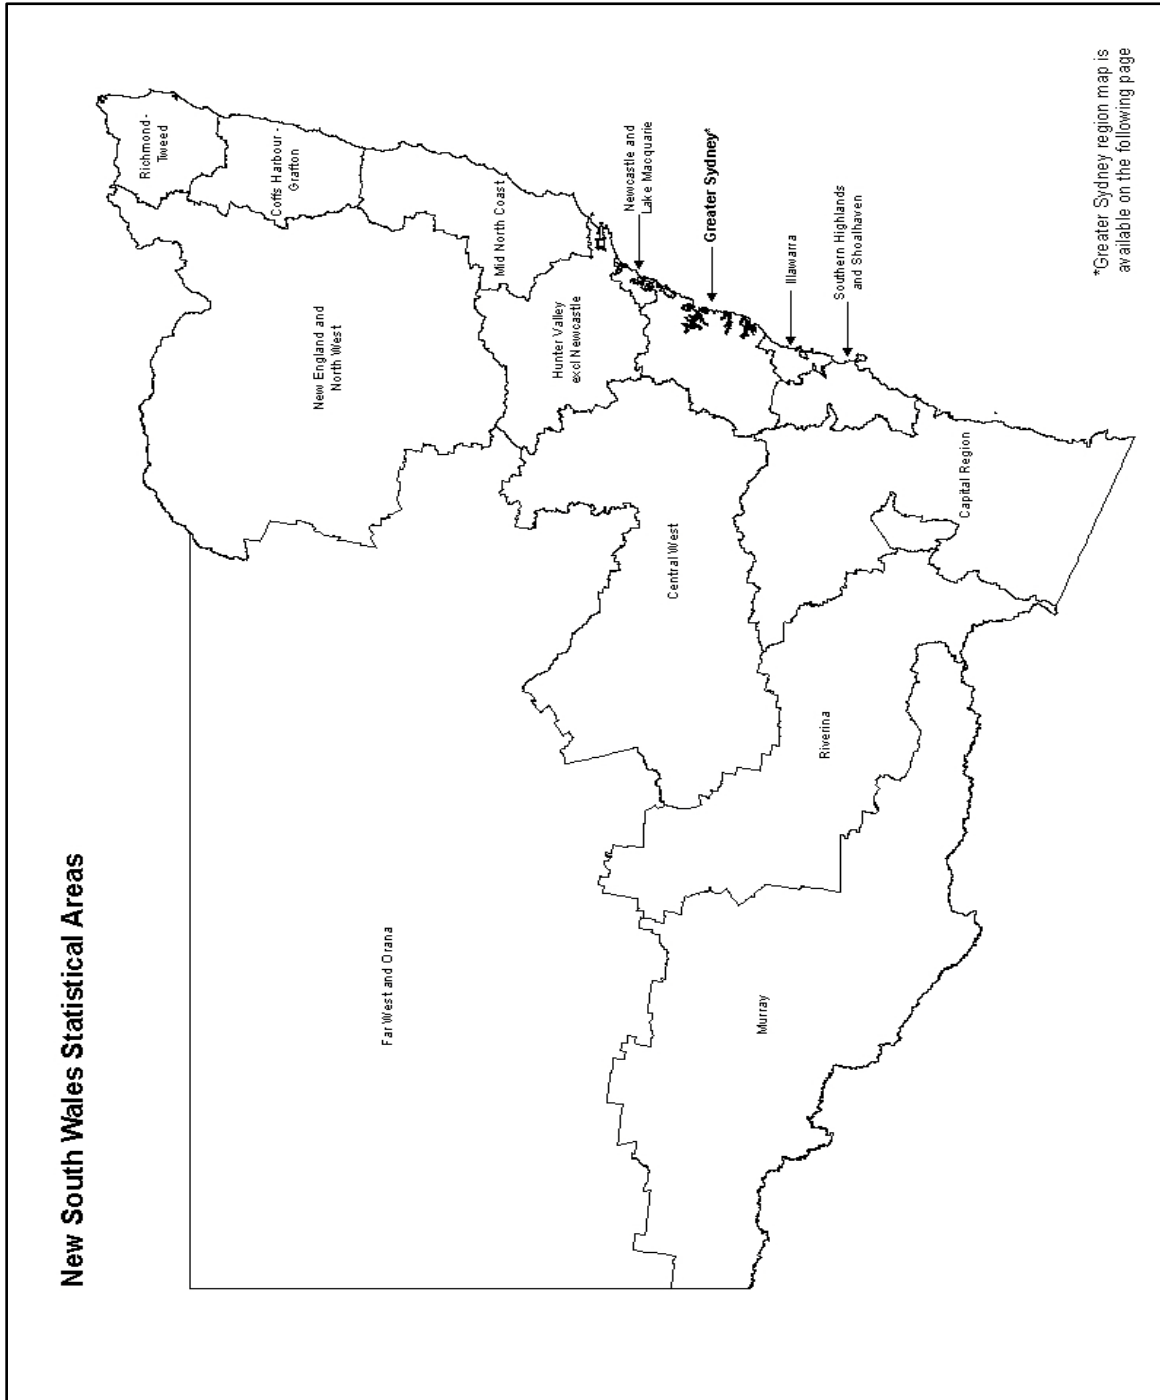 New South Wales Statistical Areas
Richmond -
Tweed
Coffs Harbour -
Grafton
New England and
North West
Mid North Coast
Hunter Valley
excl Newcastle
Newcastle and
Lake Macquarie
Greater Sydney*
Illawarra
Southern Highlands
and Shoalhaven
Far West and Orana
Central West
Capital Region
Riverina
Murray
*Greater Sydney region map is
available on the following page